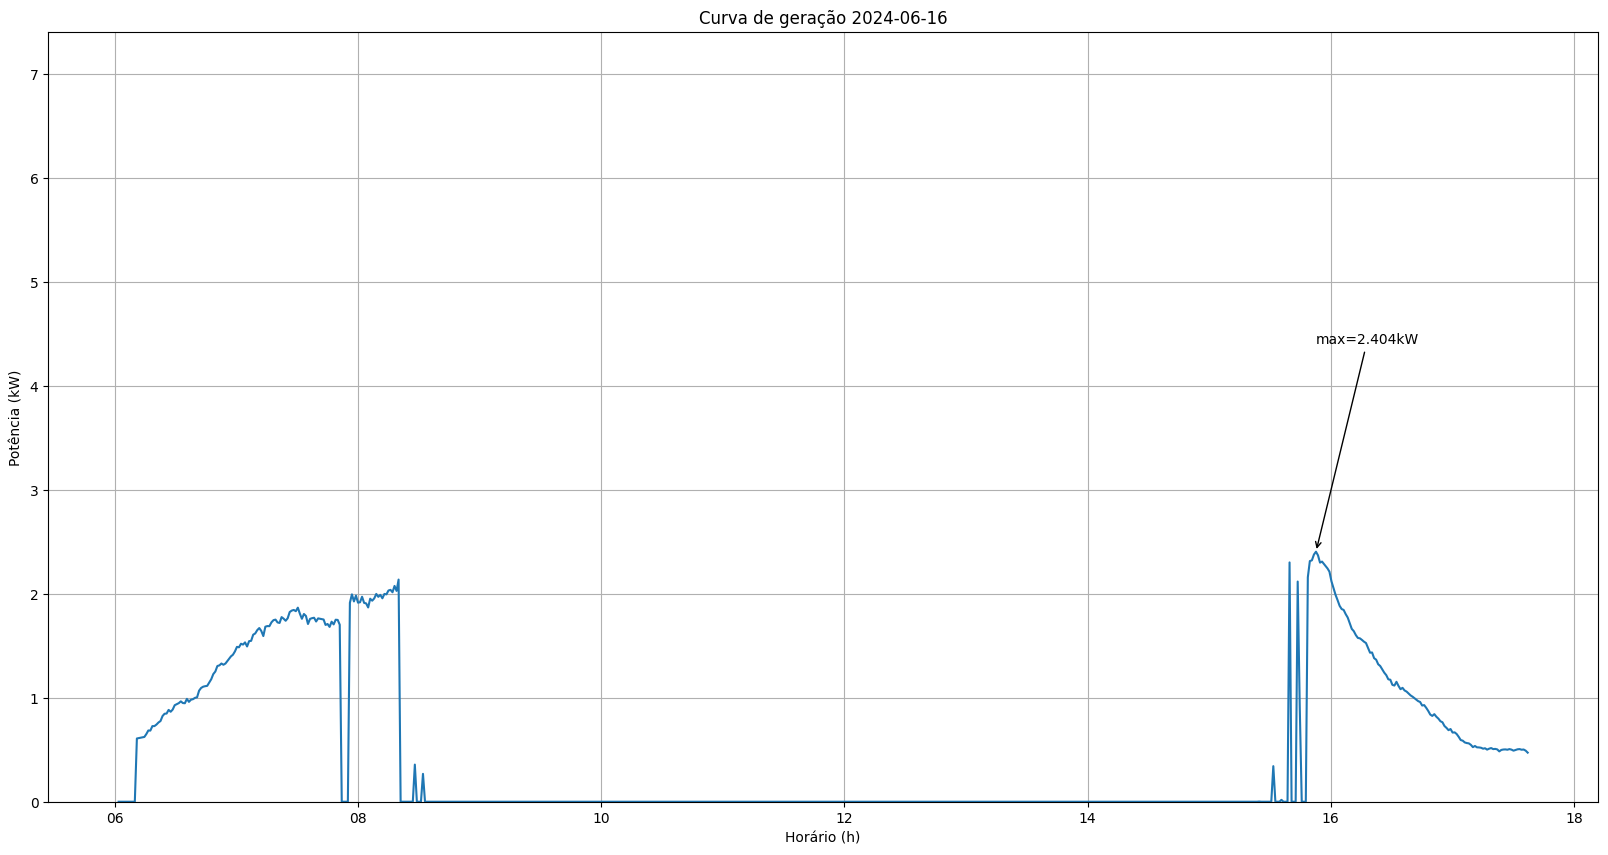 Curva de geração 2024-06-16
7
6
5
4
3
2
1
0
Potência (kW)
max=2.404kW
06 08 10 12 14 16 18
Horário (h)